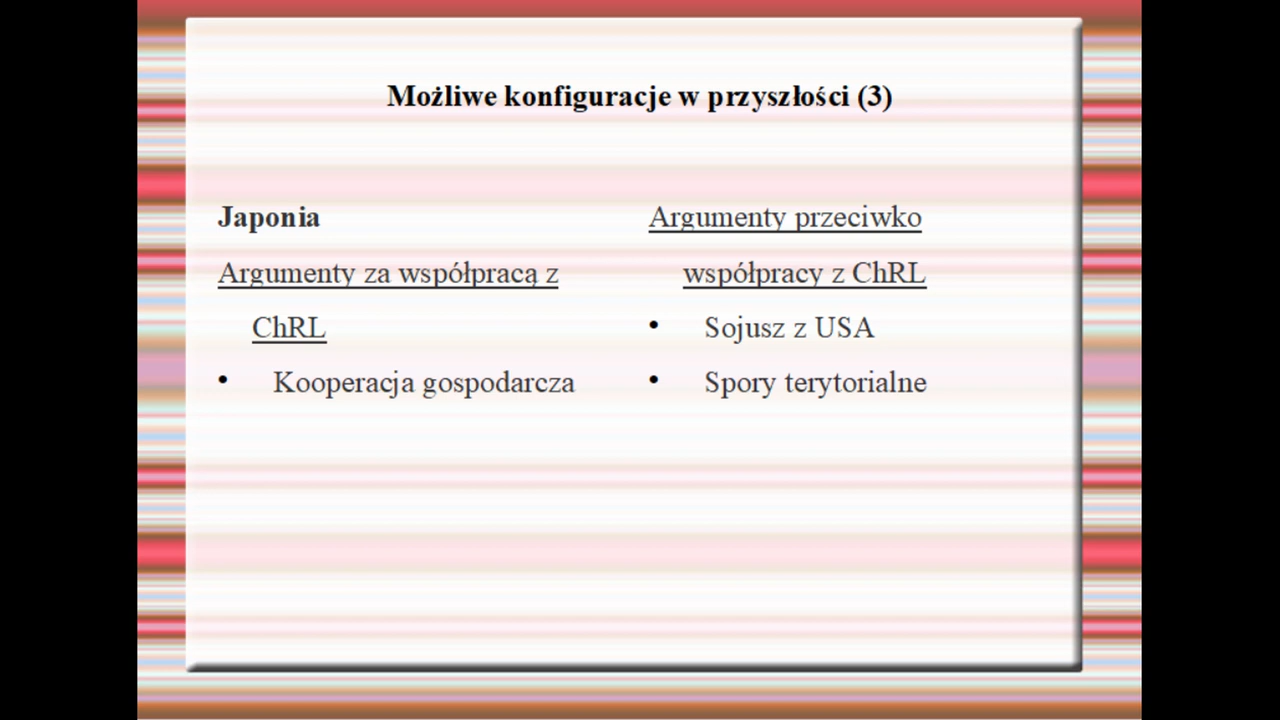 Możliwe konfiguracje w przyszłości (3)
Japonia
Argumenty za współpracą z
ChRL
• Kooperacja gospodarcza
Argumenty przeciwko
współpracy z ChRL
• Sojusz z USA
• Spory terytorialne